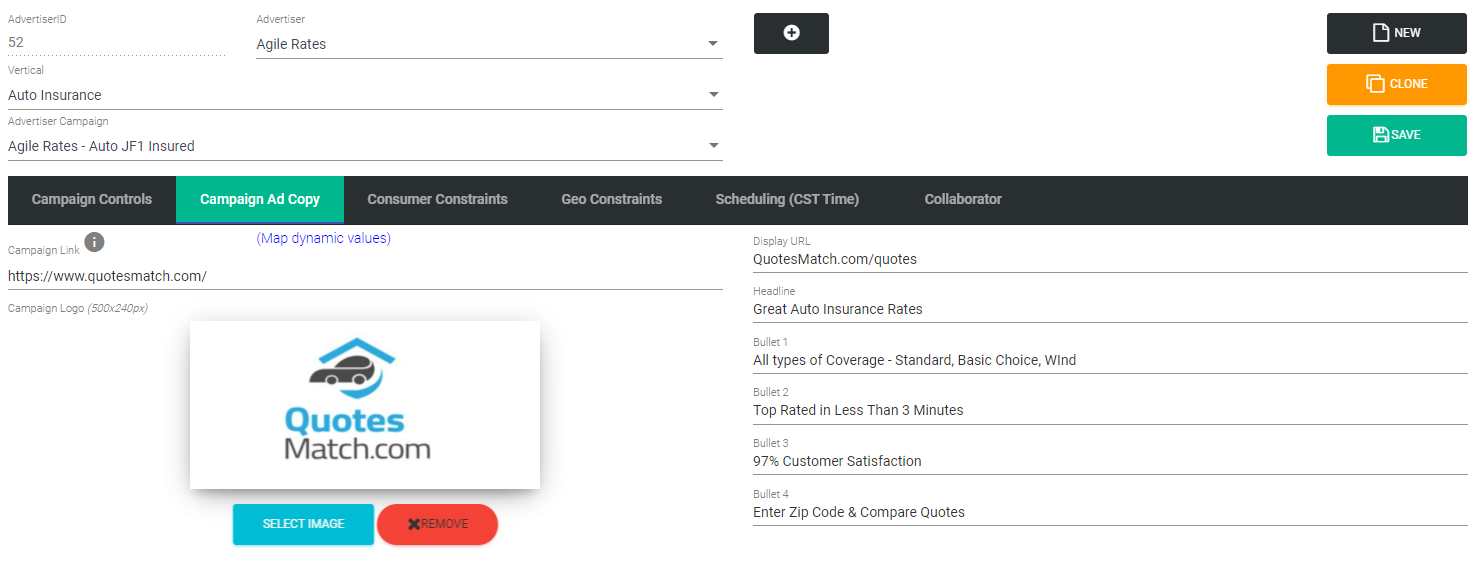 AdvertiserID
52
Advertiser
Agile Rates
NEW
Vertical
Auto Insurance
CLONE
Advertiser Campaign
Agile Rates - Auto JF1 Insured
SAVE
Campaign Controls
Campaign Ad Copy
Consumer Constraints
Geo Constraints
Scheduling (CST Time)
Collaborator
Campaign Link
(Map dynamic values)
https://www.quotesmatch.com/
Campaign Logo (500x240px)
Quotes
Match.com
SELECT IMAGE
REMOVE
Display URL
QuotesMatch.com/quotes
Headline
Great Auto Insurance Rates
Bullet 1
All types of Coverage - Standard, Basic Choice, WInd
Bullet 2
Top Rated in Less Than 3 Minutes
Bullet 3
97% Customer Satisfaction
Bullet 4
Enter Zip Code & Compare Quotes